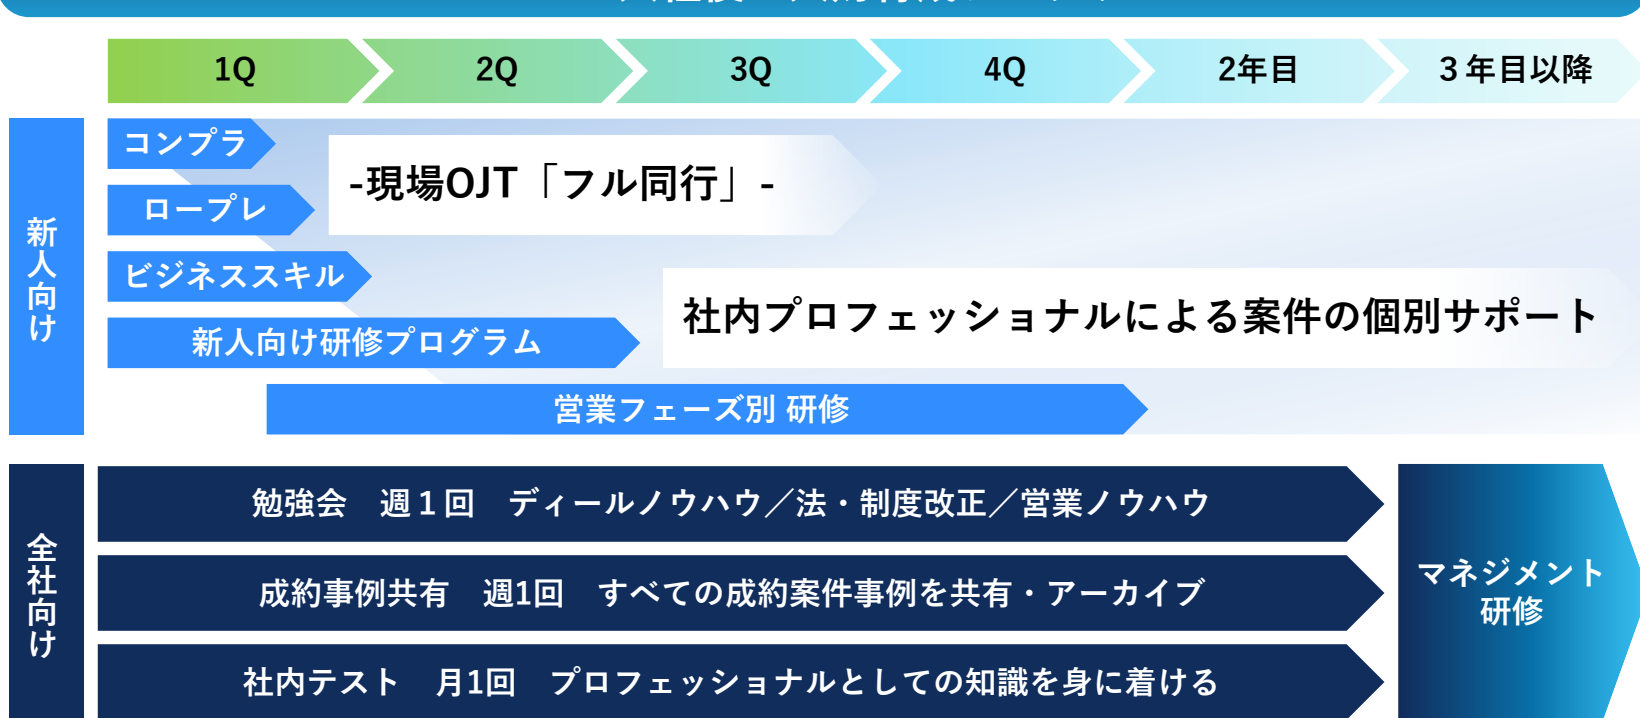 1Q
2Q
3Q
4Q
2年目
３年目以降
新人向け
コンプラ
ロープレ
ビジネススキル
新人向け研修プログラム
営業フェーズ別 研修
-現場OJT「フル同行」-
社内プロフェッショナルによる案件の個別サポート
全社向け
勉強会　週１回　ディールノウハウ／法・制度改正／営業ノウハウ
成約事例共有　週1回　すべての成約案件事例を共有・アーカイブ
社内テスト　月1回　プロフェッショナルとしての知識を身に着ける
マネジメント
研修